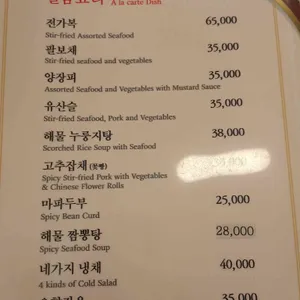 A la carte Dish
전가복 65,000
Stir-fried Assorted Seafood
팔보채 35,000
Stir-fried seafood and vegetables
양장피 35,000
Assorted Seafood and Vegetables with Mustard Sauce
유산슬 35,000
Stir-fried Seafood, Pork and Vegetables
해물 누룽지탕 38,000
Scorched Rice Soup with Seafood
고추잡채(꽃빵)
Spicy Stir-fried Pork with Vegetables
& Chinese Flower Rolls
마파두부 25,000
Spicy Bean Curd
해물 짬뽕탕 28,000
Spicy Seafood Soup
네가지 냉채 40,000
4 kinds of Cold Salad
35,000